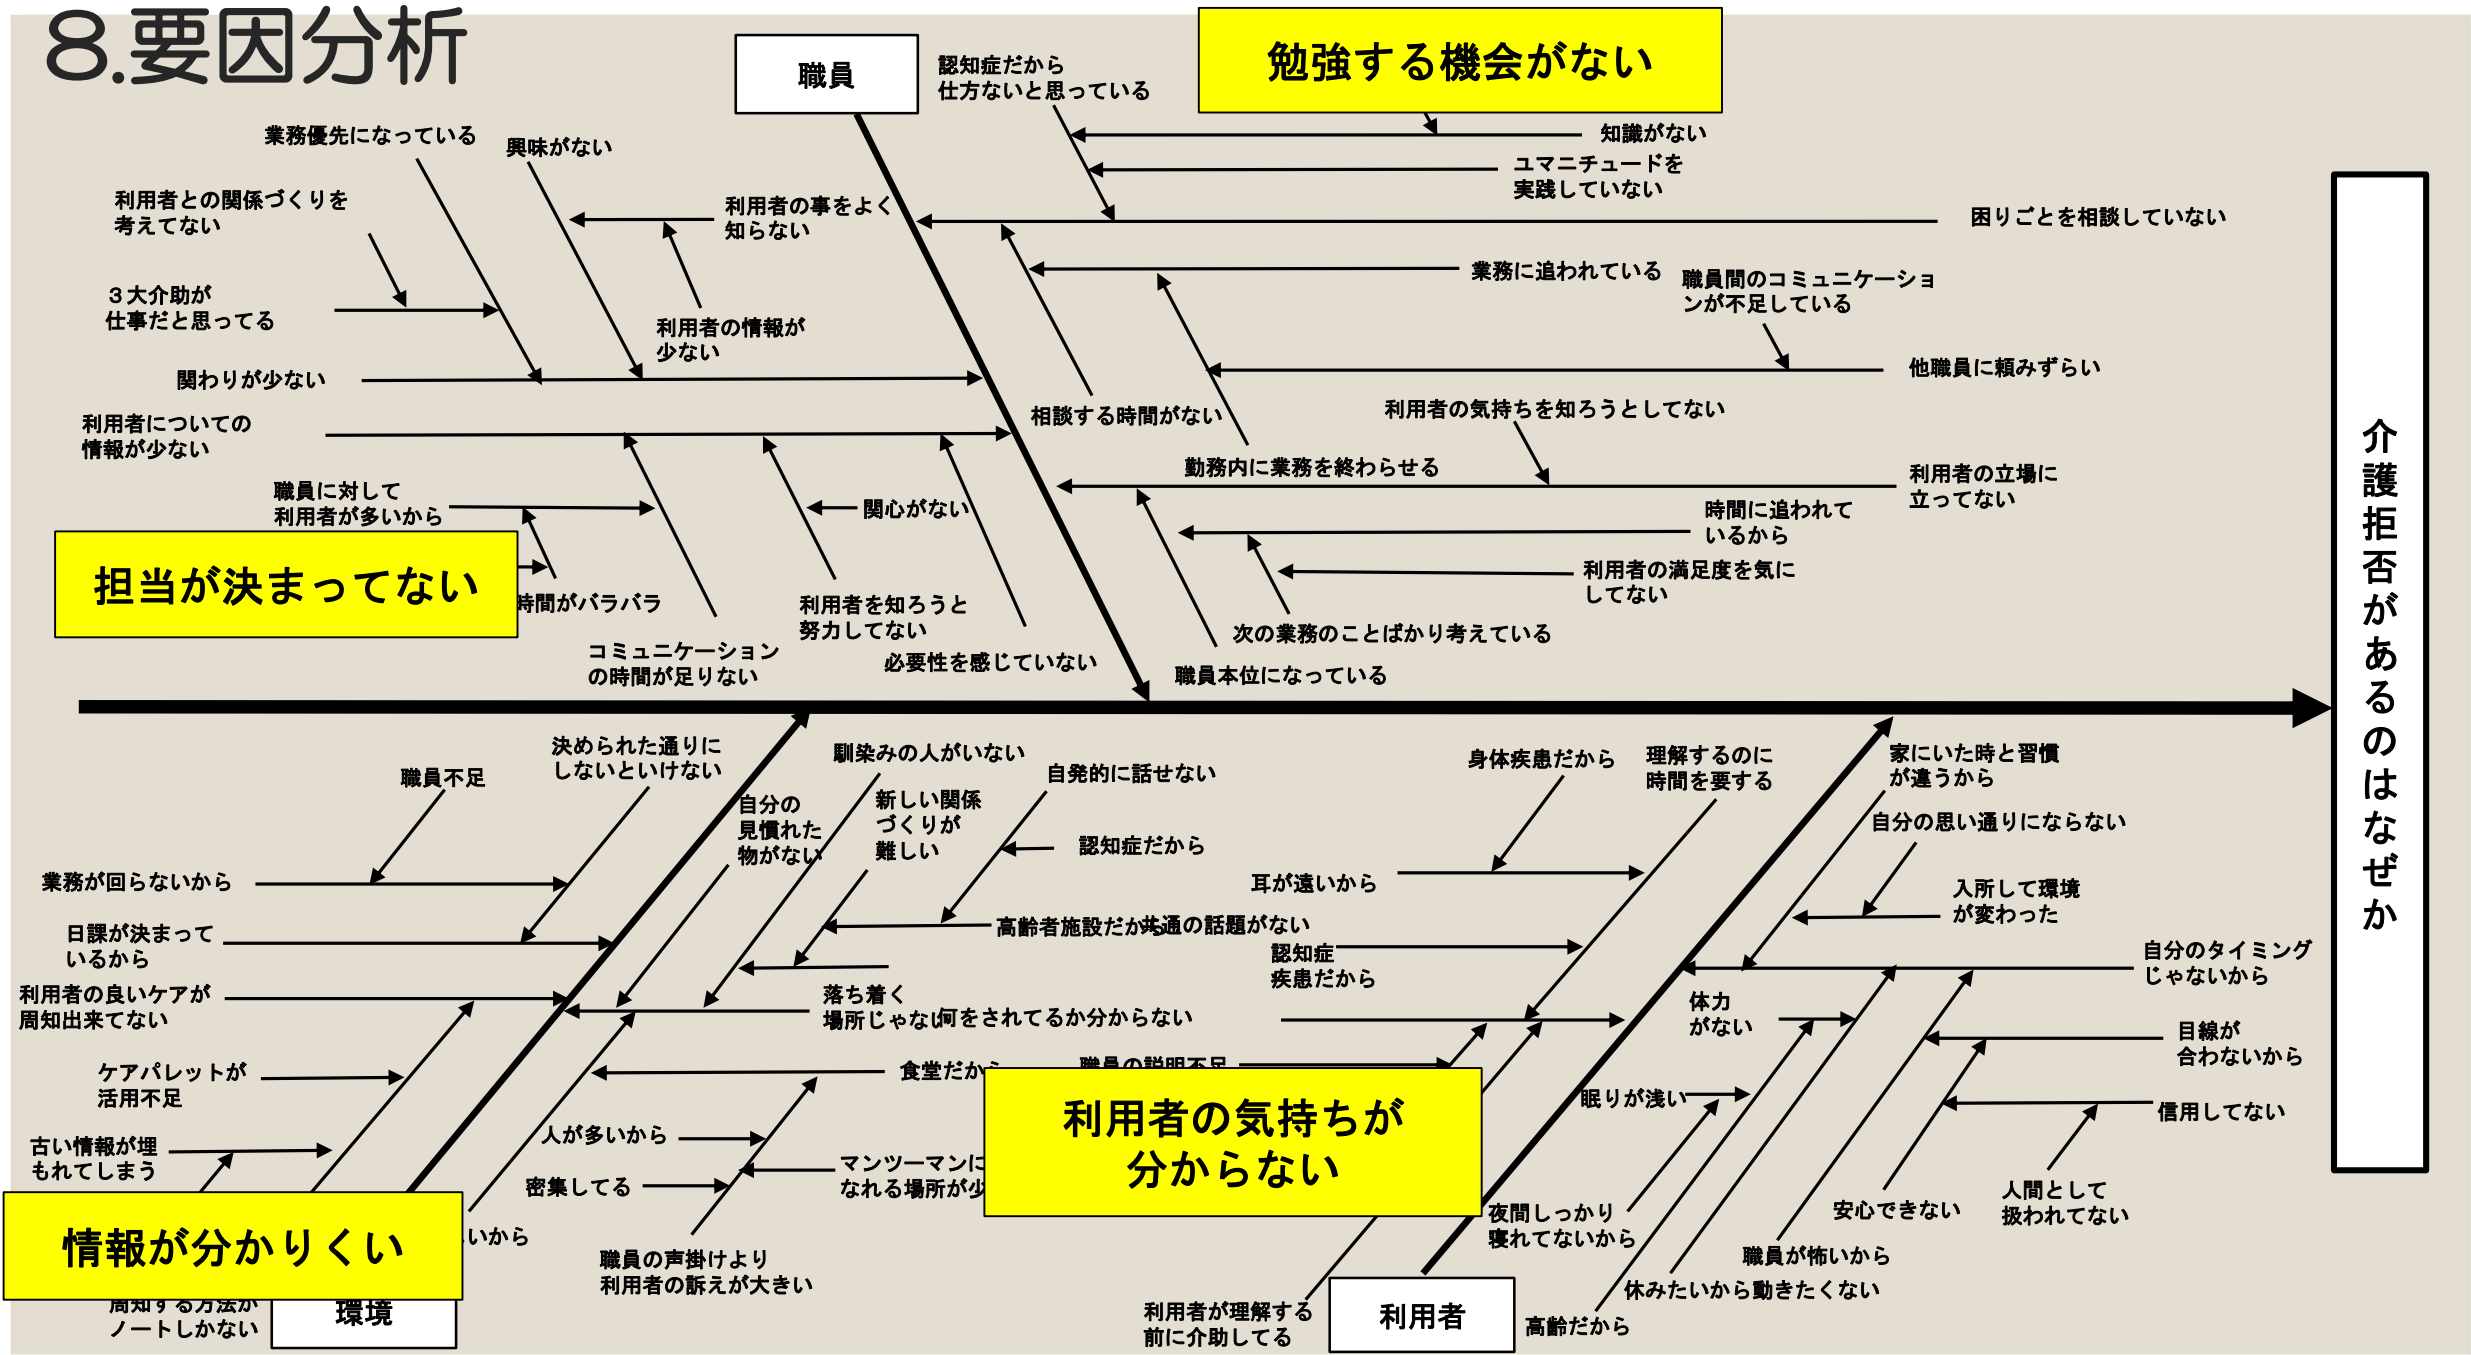 8.要因分析
職員
認知症だから
仕方ないと思っている
勉強する機会がない
知識がない
ユマニチュードを
実践していない
困りごとを相談していない
業務優先になっている
興味がない
利用者との関係づくりを
考えてない
利用者の事をよく
知らない
３大介助が
仕事だと思ってる
利用者の情報が
少ない
関わりが少ない
業務に追われている
職員間のコミュニケーショ
ンが不足している
他職員に頼みずらい
相談する時間がない
利用者の気持ちを知ろうとしてない
利用者についての
情報が少ない
勤務内に業務を終わらせる
利用者の立場に
立ってない
職員に対して
利用者が多いから
関心がない
時間に追われて
いるから
担当が決まってない
時間がバラバラ
利用者の満足度を気に
してない
利用者を知ろうと
努力してない
次の業務のことばかり考えている
コミュニケーション
の時間が足りない
必要性を感じていない
職員本位になっている
介護拒否があるのはなぜか
職員不足
決められた通りに
しないといけない
馴染みの人がいない
自発的に話せない
自分の
見慣れた
物がない
新しい関係
づくりが
難しい
認知症だから
身体疾患だから
理解するのに
時間を要する
家にいた時と習慣
が違うから
自分の思い通りにならない
業務が回らないから
耳が遠いから
入所して環境
が変わった
日課が決まって
いるから
高齢者施設だから
共通の話題がない
認知症
疾患だから
自分のタイミング
じゃないから
利用者の良いケアが
周知出来てない
落ち着く
場所じゃない
何をされてるか分からない
体力
がない
目線が
合わないから
ケアパレットが
活用不足
食堂だから
職員の説明不足
利用者の気持ちが
分からない
眠りが浅い
信用してない
古い情報が埋
もれてしまう
人が多いから
密集してる
マンツーマンに
なれる場所が少
夜間しっかり
寝れてないから
安心できない
人間として
扱われてない
情報が分かりくい
いから
職員の声掛けより
利用者の訴えが大きい
職員が怖いから
休みたいから動きたくない
周知する方法が
ノートしかない
環境
利用者が理解する
前に介助してる
利用者
高齢だから